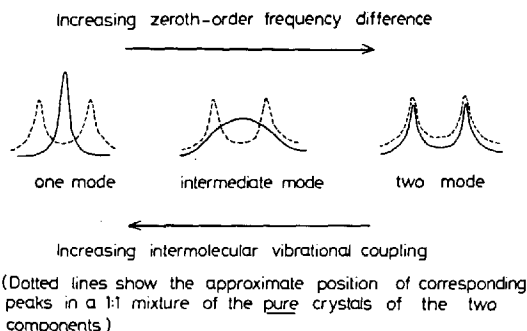 Increasing zeroth-order frequency difference
one mode
intermediate mode
two mode
Increasing intermolecular vibrational coupling
(Dotted lines show the approximate position of corresponding
peaks in a 1:1 mixture of the pure crystals of the two
components)